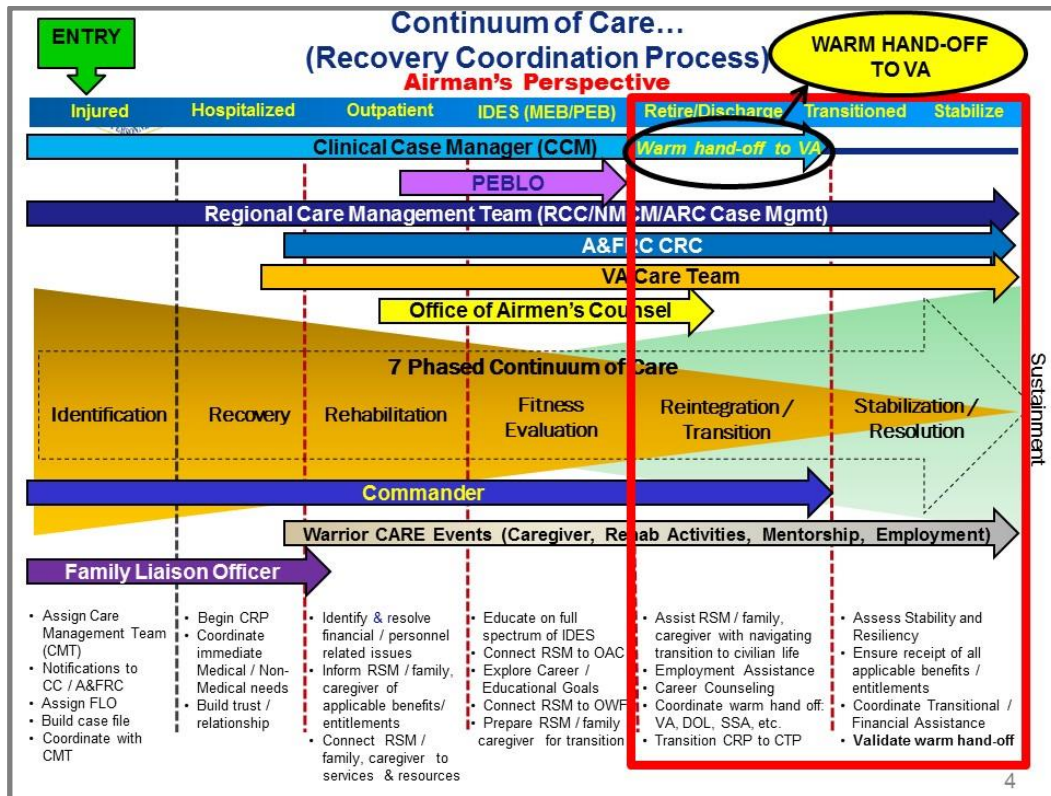 ENTRY
Continuum of Care…
(Recovery Coordination Process)
Airman's Perspective
WARM HAND-OFF
TO VA
Injured
Hospitalized
Outpatient
IDES (MEB/PEB)
Retire/Discharge
Transitioned
Stabilize
Clinical Case Manager (CCM)
Warm hand-off to VA
PEBLO
Regional Care Management Team (RCC/NMCM/ARC Case Mgmt)
A&FRC CRC
VA Care Team
Office of Airmen's Counsel
7 Phased Continuum of Care
Identification
Recovery
Rehabilitation
Fitness
Evaluation
Reintegration /
Transition
Stabilization /
Resolution
Sustainment
Commander
Warrior CARE Events (Caregiver, Rehab Activities, Mentorship, Employment)
Family Liaison Officer
• Assign Care
Management Team
(CMT)
• Notifications to
CC / A&FRC
• Assign FLO
• Build case file
• Coordinate with
CMT
• Begin CRP
• Coordinate
immediate
Medical / Non-
Medical needs
• Build trust /
relationship
• Identify & resolve
financial / personnel
related issues
• Inform RSM / family,
caregiver of
applicable benefits/
entitlements
• Connect RSM /
family, caregiver to
services & resources
• Educate on full
spectrum of IDES
• Connect RSM to OAC
• Explore Career /
Educational Goals
• Connect RSM to OWF
• Prepare RSM / family
caregiver for transition
• Assist RSM / family,
caregiver with navigating
transition to civilian life
• Employment Assistance
• Career Counseling
• Coordinate warm hand off:
VA, DOL, SSA, etc.
• Transition CRP to CTP
• Assess Stability and
Resiliency
• Ensure receipt of all
applicable benefits /
entitlements
• Coordinate Transitional /
Financial Assistance
• Validate warm hand-off
4